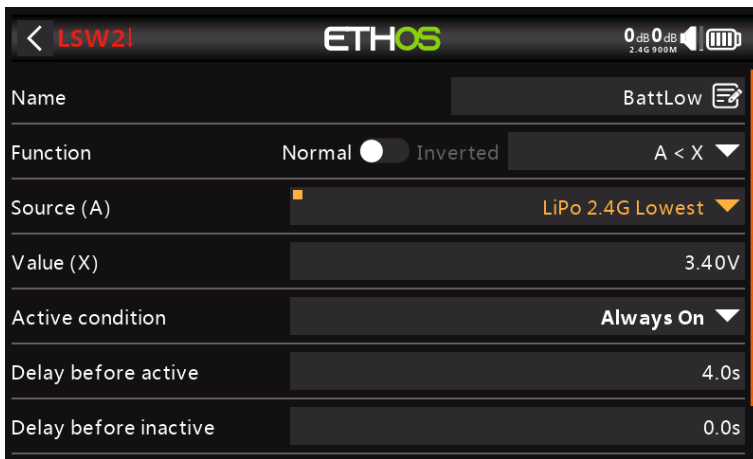 LSW2↓ ETHOS 0dB 0dB
2.4G 900M
Name BattLow
Function Normal Inverted A < X
Source (A) LiPo 2.4G Lowest
Value (X) 3.40V
Active condition Always On
Delay before active 4.0s
Delay before inactive 0.0s